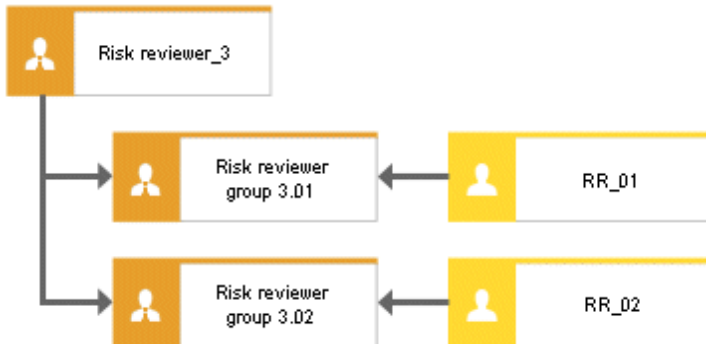 Risk reviewer_3
Risk reviewer
group 3.01
RR_01
Risk reviewer
group 3.02
RR_02